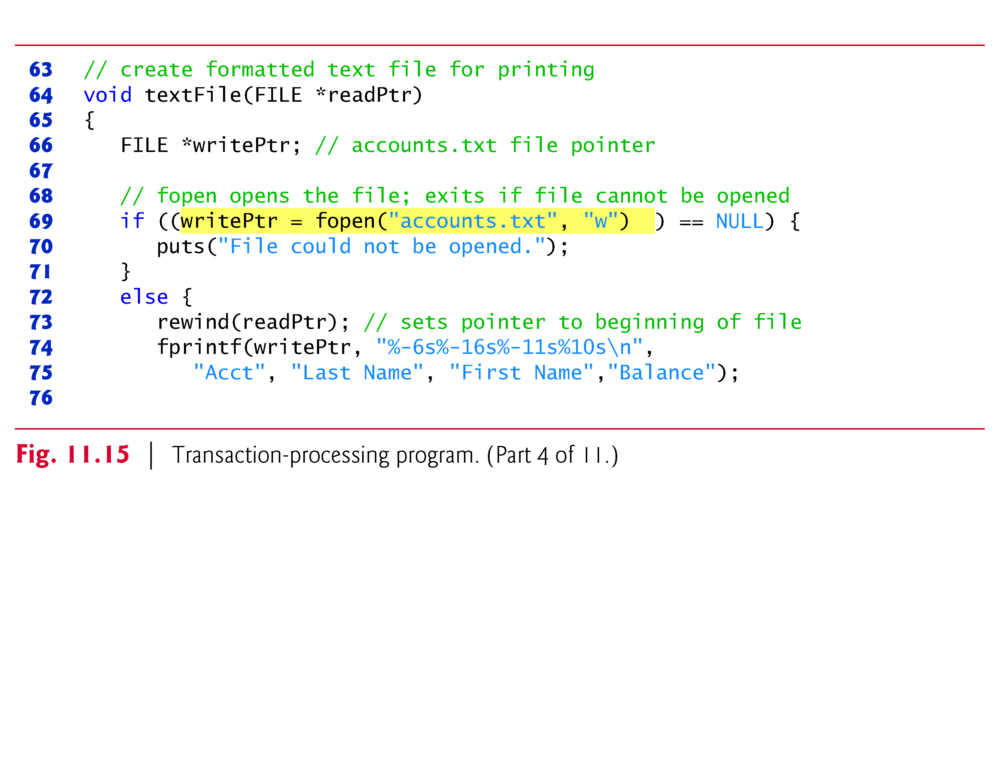 63 // create formatted text file for printing
64 void textFile(FILE *readPtr)
65 {
66 FILE *writePtr; // accounts.txt file pointer
67
68 // fopen opens the file; exits if file cannot be opened
69 if ((writePtr = fopen("accounts.txt", "w") ) == NULL) {
70 puts("File could not be opened.");
71 }
72 else {
73 rewind(readPtr); // sets pointer to beginning of file
74 fprintf(writePtr, "%-6s%-16s%-11s%10s\n",
75 "Acct", "Last Name", "First Name","Balance");
76
Fig. 11.15 | Transaction-processing program. (Part 4 of 11.)